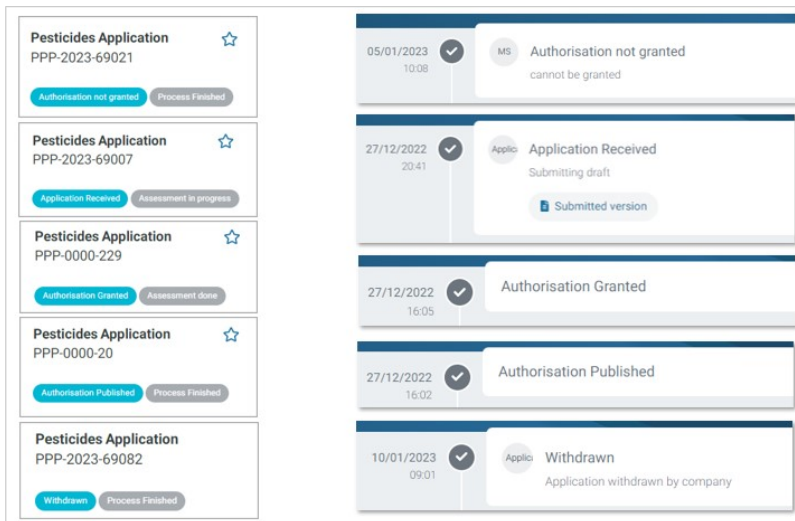 Pesticides Application
PPP-2023-69021
Authorisation not granted Process Finished
05/01/2023
10:08
MS
Authorisation not granted
cannot be granted
Pesticides Application
PPP-2023-69007
Application Received Assessment in progress
27/12/2022
20:41
Applic
Application Received
Submitting draft
Submitted version
Pesticides Application
PPP-0000-229
Authorisation Granted Assessment done
27/12/2022
16:05
Authorisation Granted
Pesticides Application
PPP-0000-20
Authorisation Published Process Finished
27/12/2022
16:02
Authorisation Published
Pesticides Application
PPP-2023-69082
Withdrawn Process Finished
10/01/2023
09:01
Applic
Withdrawn
Application withdrawn by company